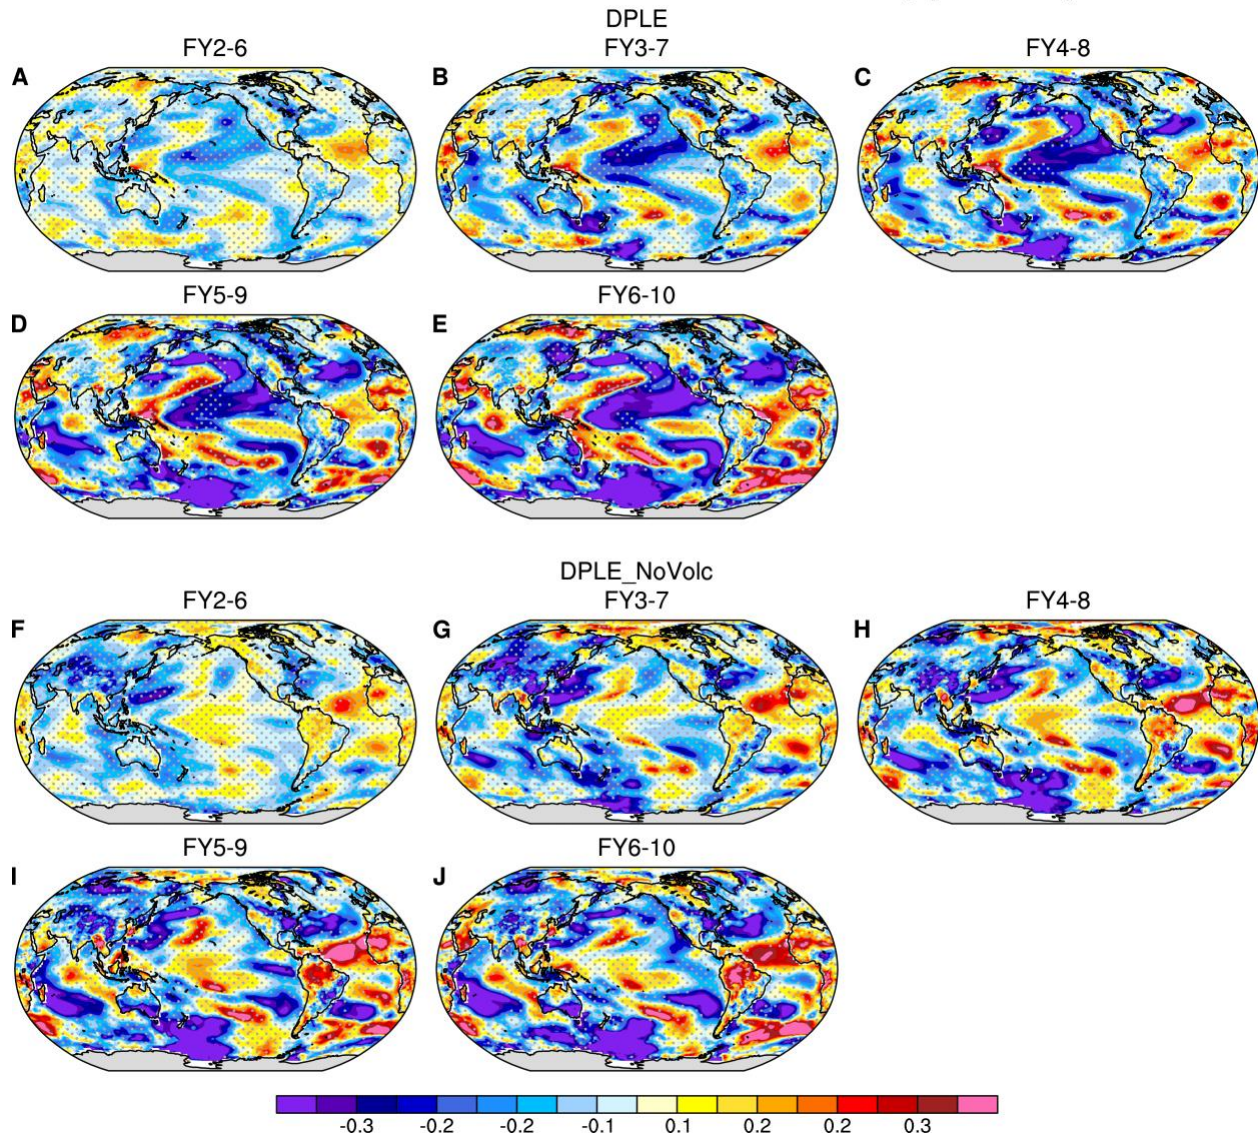 DPLE
FY2-6 FY3-7 FY4-8
A B C
FY5-9 FY6-10
D E
DPLE_NoVolc
FY2-6 FY3-7 FY4-8
F G H
FY5-9 FY6-10
I J
-0.3 -0.2 -0.2 -0.1 0.1 0.2 0.2 0.3